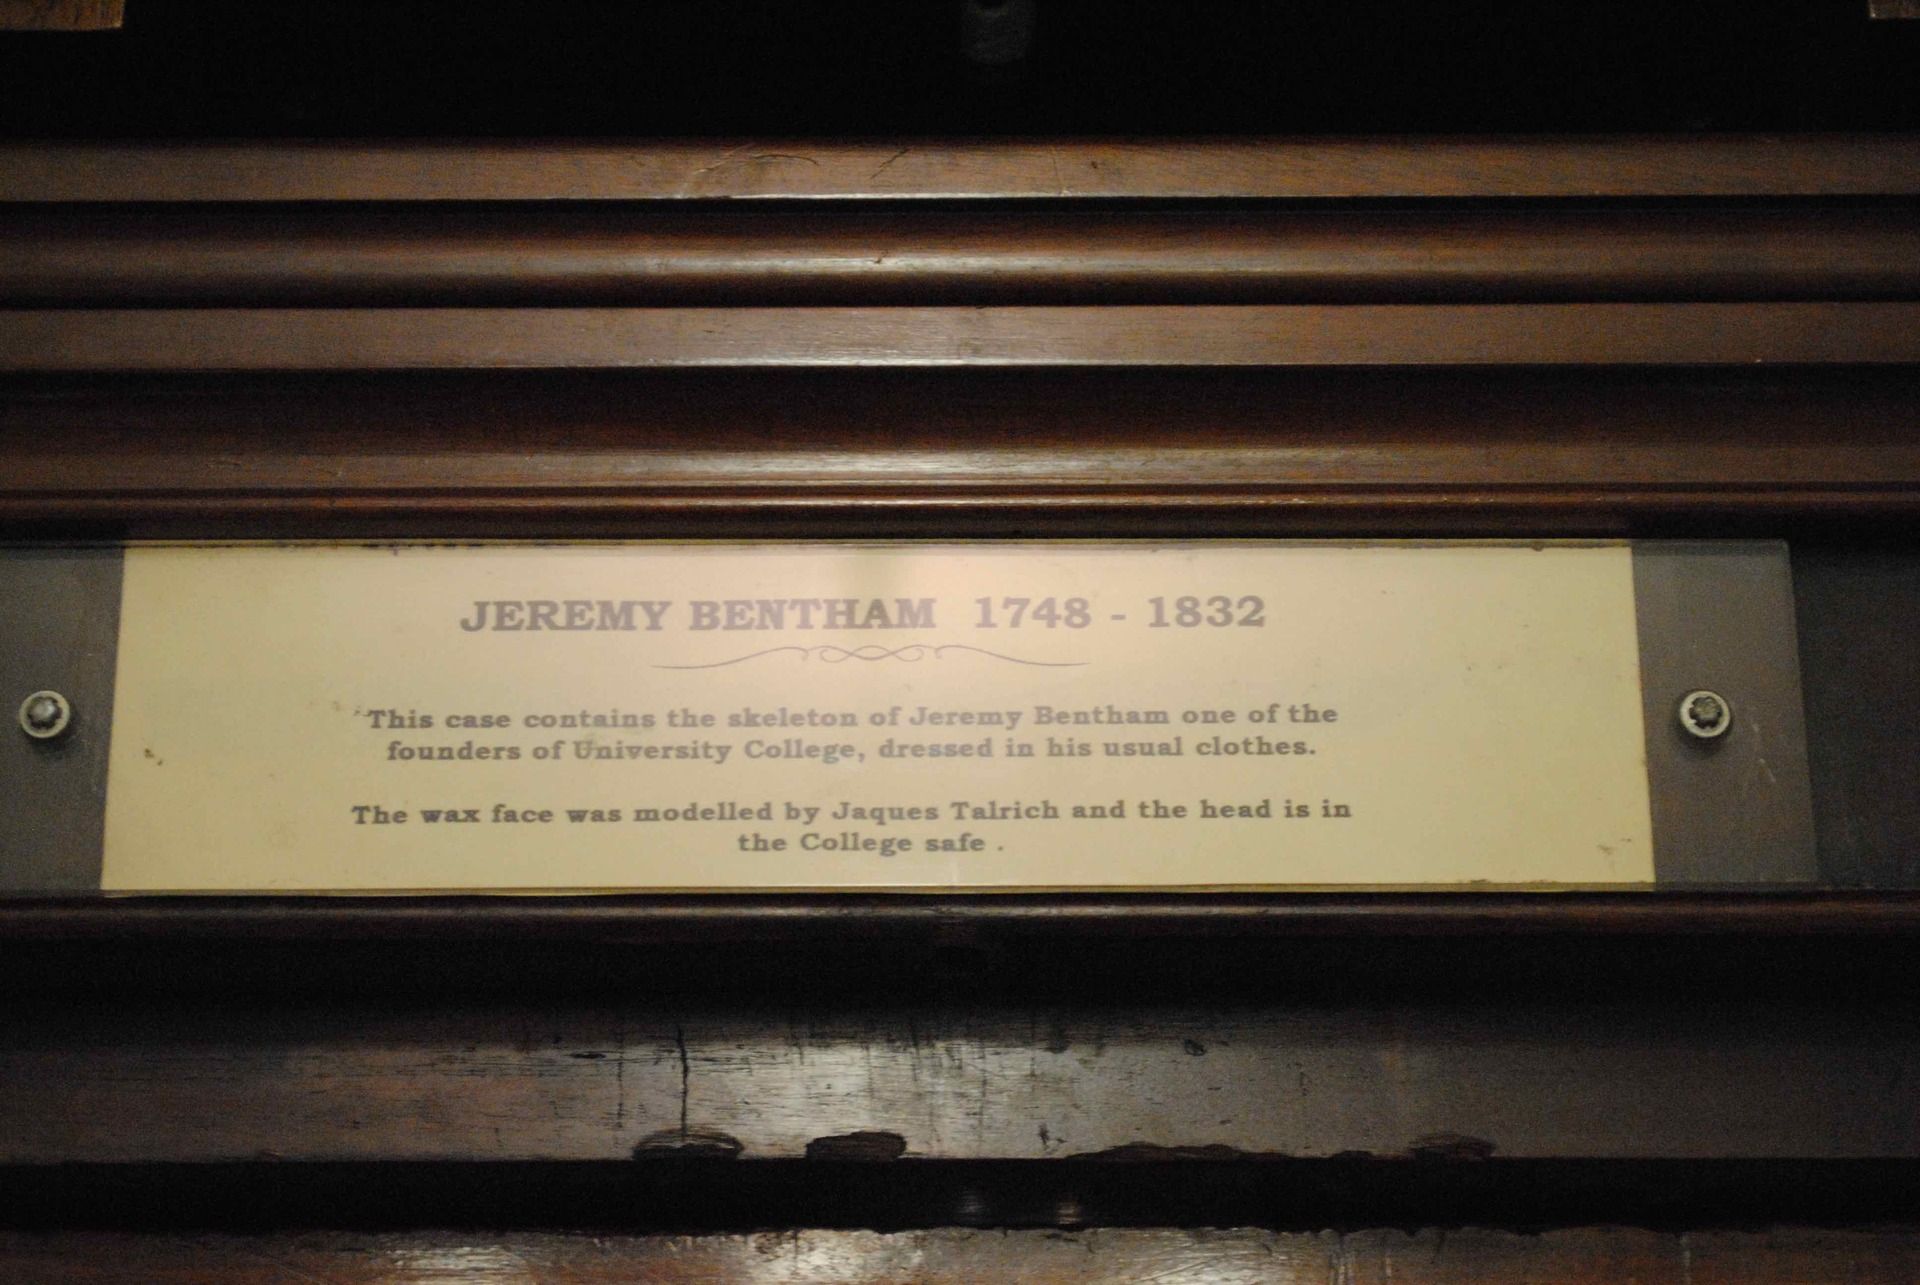 JEREMY BENTHAM 1748 - 1832
This case contains the skeleton of Jeremy Bentham one of the
founders of University College, dressed in his usual clothes.
The wax face was modelled by Jaques Talrich and the head is in
the College safe .